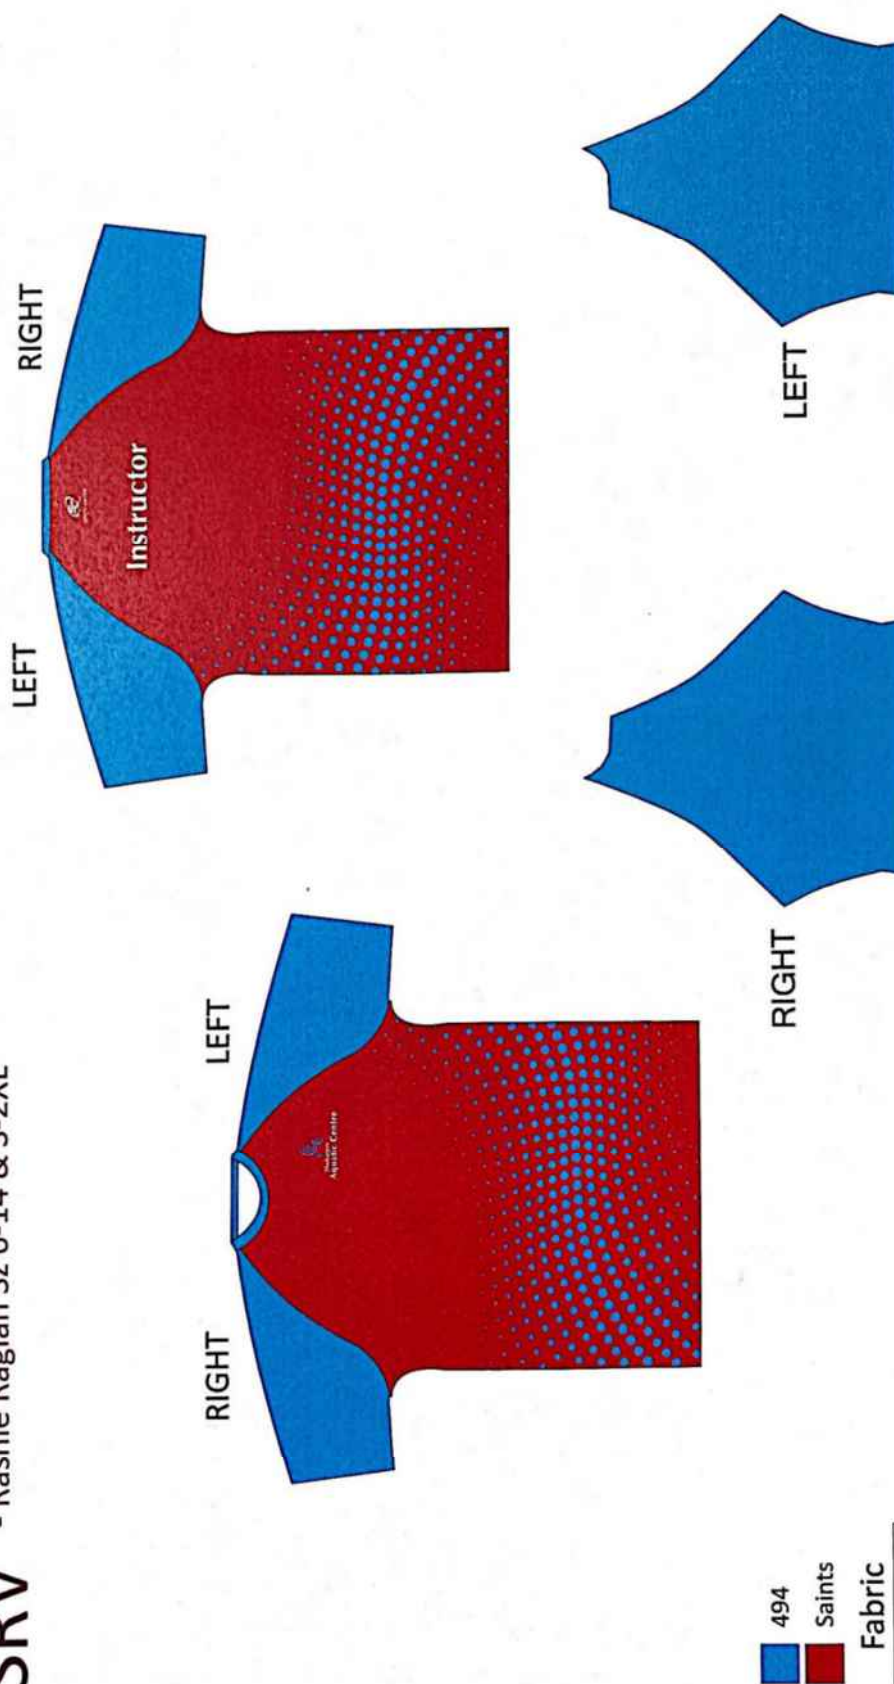 SRV - Rashie Raglan Sz 6-14 & S-2XL
LEFT
RIGHT
Instructor
RIGHT
LEFT
Aquatic Centre
RIGHT
LEFT
494
Saints
Fabric